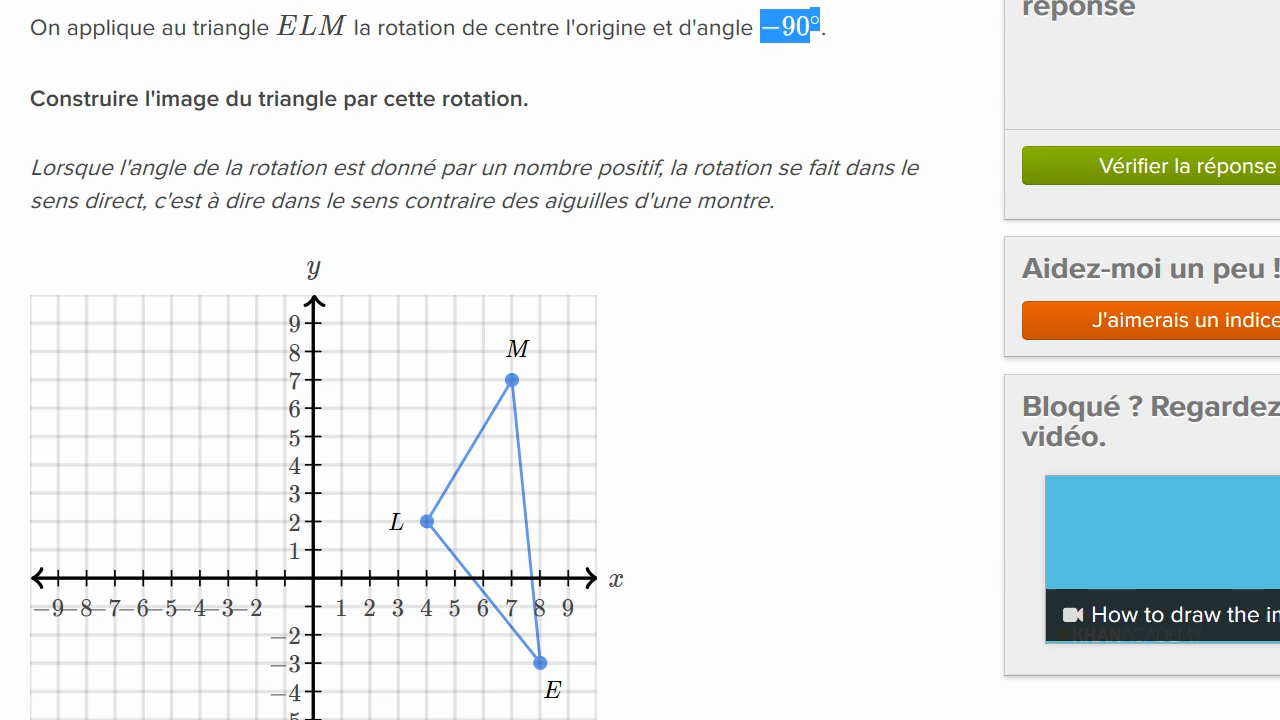 On applique au triangle ELM la rotation de centre l'origine et d'angle −90°.
Construire l'image du triangle par cette rotation.
Lorsque l'angle de la rotation est donné par un nombre positif, la rotation se fait dans le
sens direct, c'est à dire dans le sens contraire des aiguilles d'une montre.
y
9
8
7
6
5
4
3
2
1
−9 −8 −7 −6 −5 −4 −3 −2 1 2 3 4 5 6 7 8 9
x
−2
−3
−4
M
L
E
réponse
Vérifier la réponse
Aidez-moi un peu !
J'aimerais un indice
Bloqué ? Regardez
vidéo.
How to draw the
KHANACADEMY